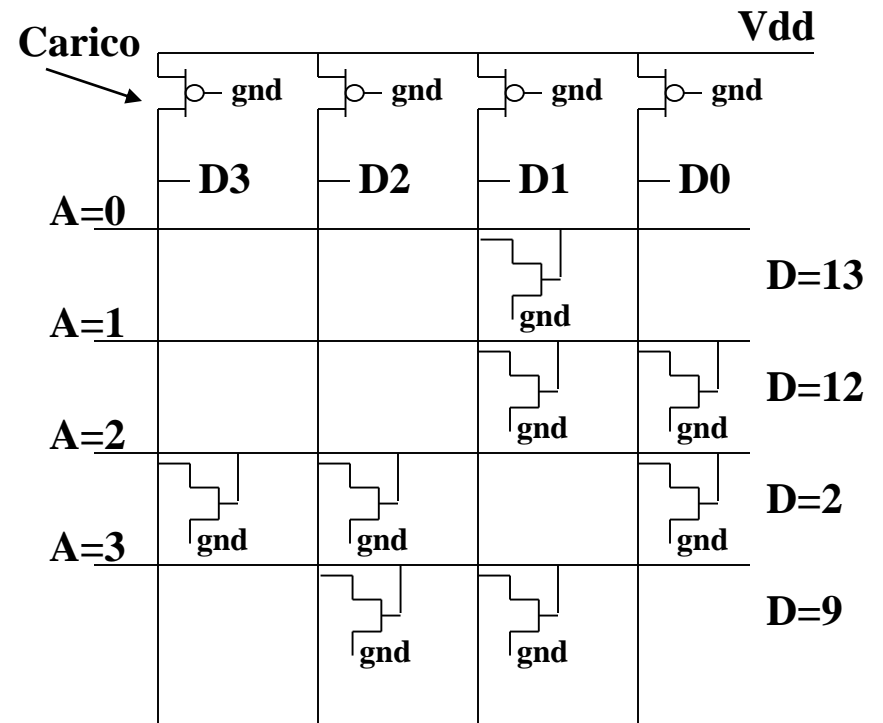 Carico
Vdd
gnd gnd gnd gnd
D3 D2 D1 D0
A=0
D=13
gnd
A=1
D=12
gnd gnd
A=2
D=2
gnd gnd gnd
A=3
D=9
gnd gnd